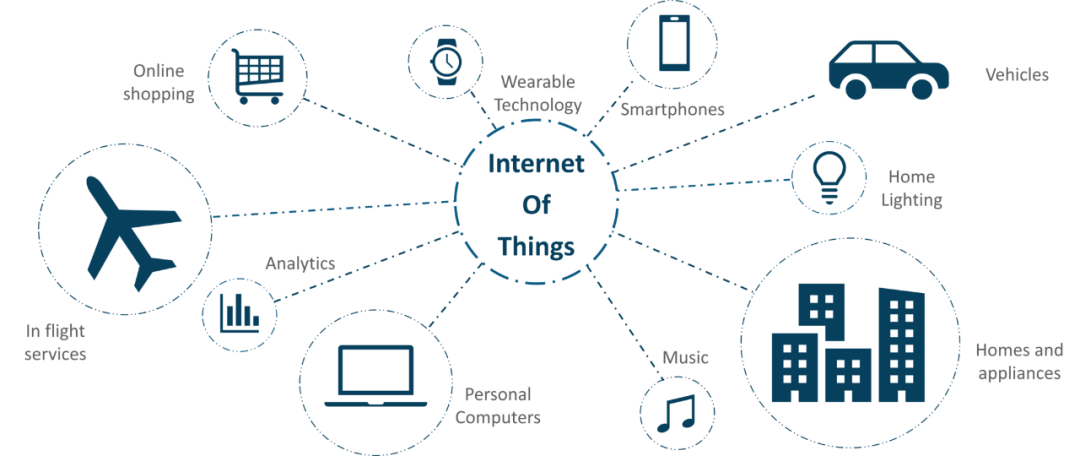 Online
shopping
Wearable
Technology
Smartphones
Vehicles
Internet
Of
Things
Home
Lighting
In flight
services
Analytics
Personal
Computers
Music
Homes and
appliances